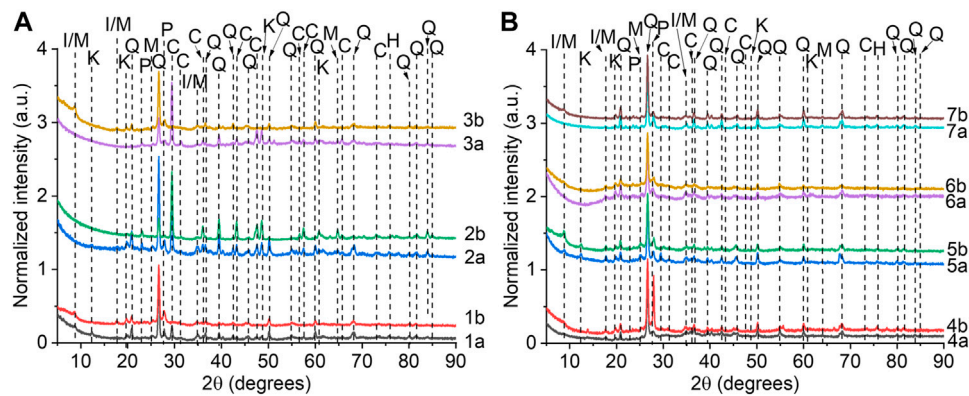 A
I/M K I/M K Q P M Q P C C I/M C Q Q Q C Q C K Q Q C C Q K M C Q C H Q Q Q Q
4
3
2
1
0
Normalized intensity (a.u.)
3b
3a
2b
2a
1b
1a
10 20 30 40 50 60 70 80 90
2θ (degrees)
B
I/M K I/M Q M P Q P C C I/M C Q Q Q C Q C K Q Q Q Q K M Q C H Q Q Q Q
4
3
2
1
0
Normalized intensity (a.u.)
7b
7a
6b
6a
5b
5a
4b
4a
10 20 30 40 50 60 70 80 90
2θ (degrees)